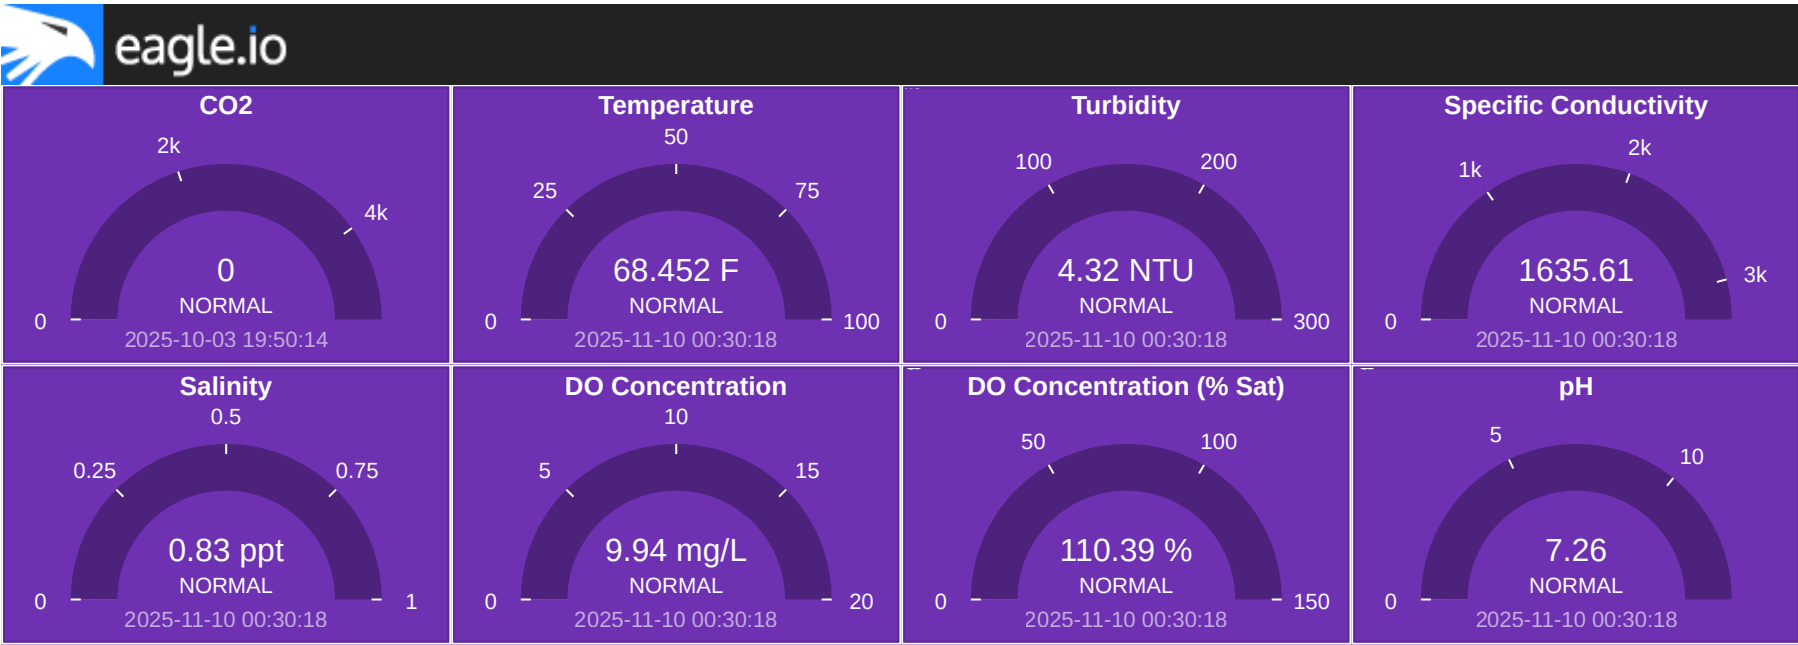 eagle.io
CO2
2k
4k
0
0
NORMAL
2025-10-03 19:50:14
Temperature
50
25
75
68.452 F
NORMAL
0
100
2025-11-10 00:30:18
Turbidity
100
200
4.32 NTU
NORMAL
0
300
2025-11-10 00:30:18
Specific Conductivity
2k
1k
3k
1635.61
NORMAL
0
2025-11-10 00:30:18
Salinity
0.5
0.25
0.75
0.83 ppt
NORMAL
0
1
2025-11-10 00:30:18
DO Concentration
10
5
15
9.94 mg/L
NORMAL
0
20
2025-11-10 00:30:18
DO Concentration (% Sat)
50
100
110.39 %
NORMAL
0
150
2025-11-10 00:30:18
pH
5
10
7.26
NORMAL
0
2025-11-10 00:30:18